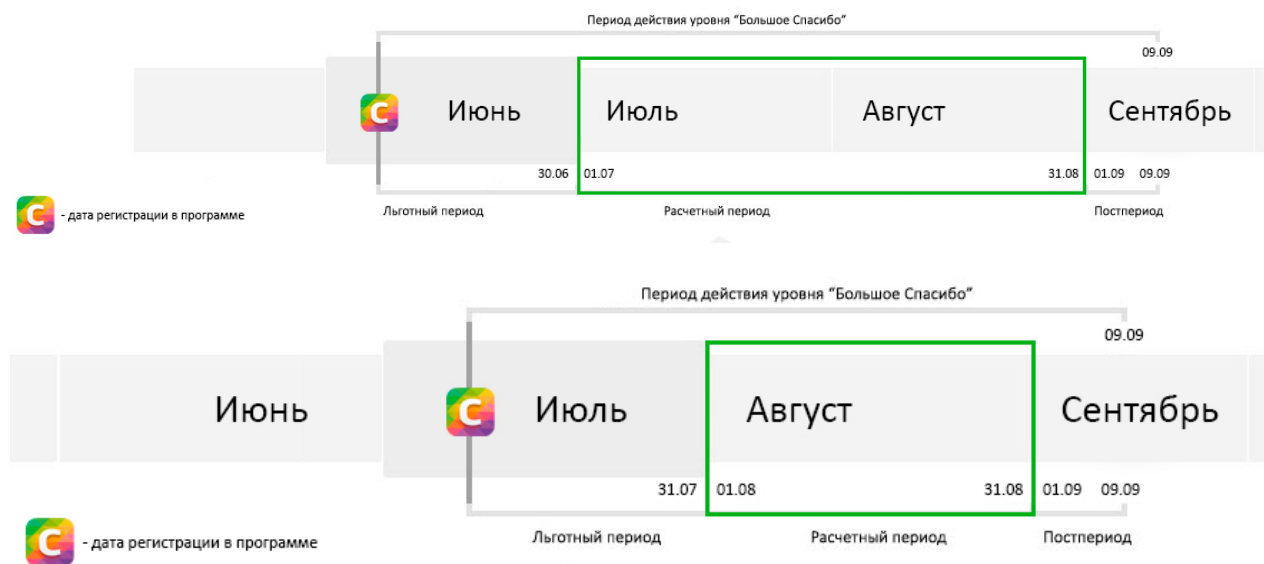 Период действия уровня “Большое Спасибо”
09.09
С Июнь Июль Август Сентябрь
30.06 01.07 31.08 01.09 09.09
С - дата регистрации в программе Льготный период Расчетный период Постпериод
Период действия уровня “Большое Спасибо”
09.09
Июнь С Июль Август Сентябрь
31.07 01.08 31.08 01.09 09.09
С - дата регистрации в программе Льготный период Расчетный период Постпериод